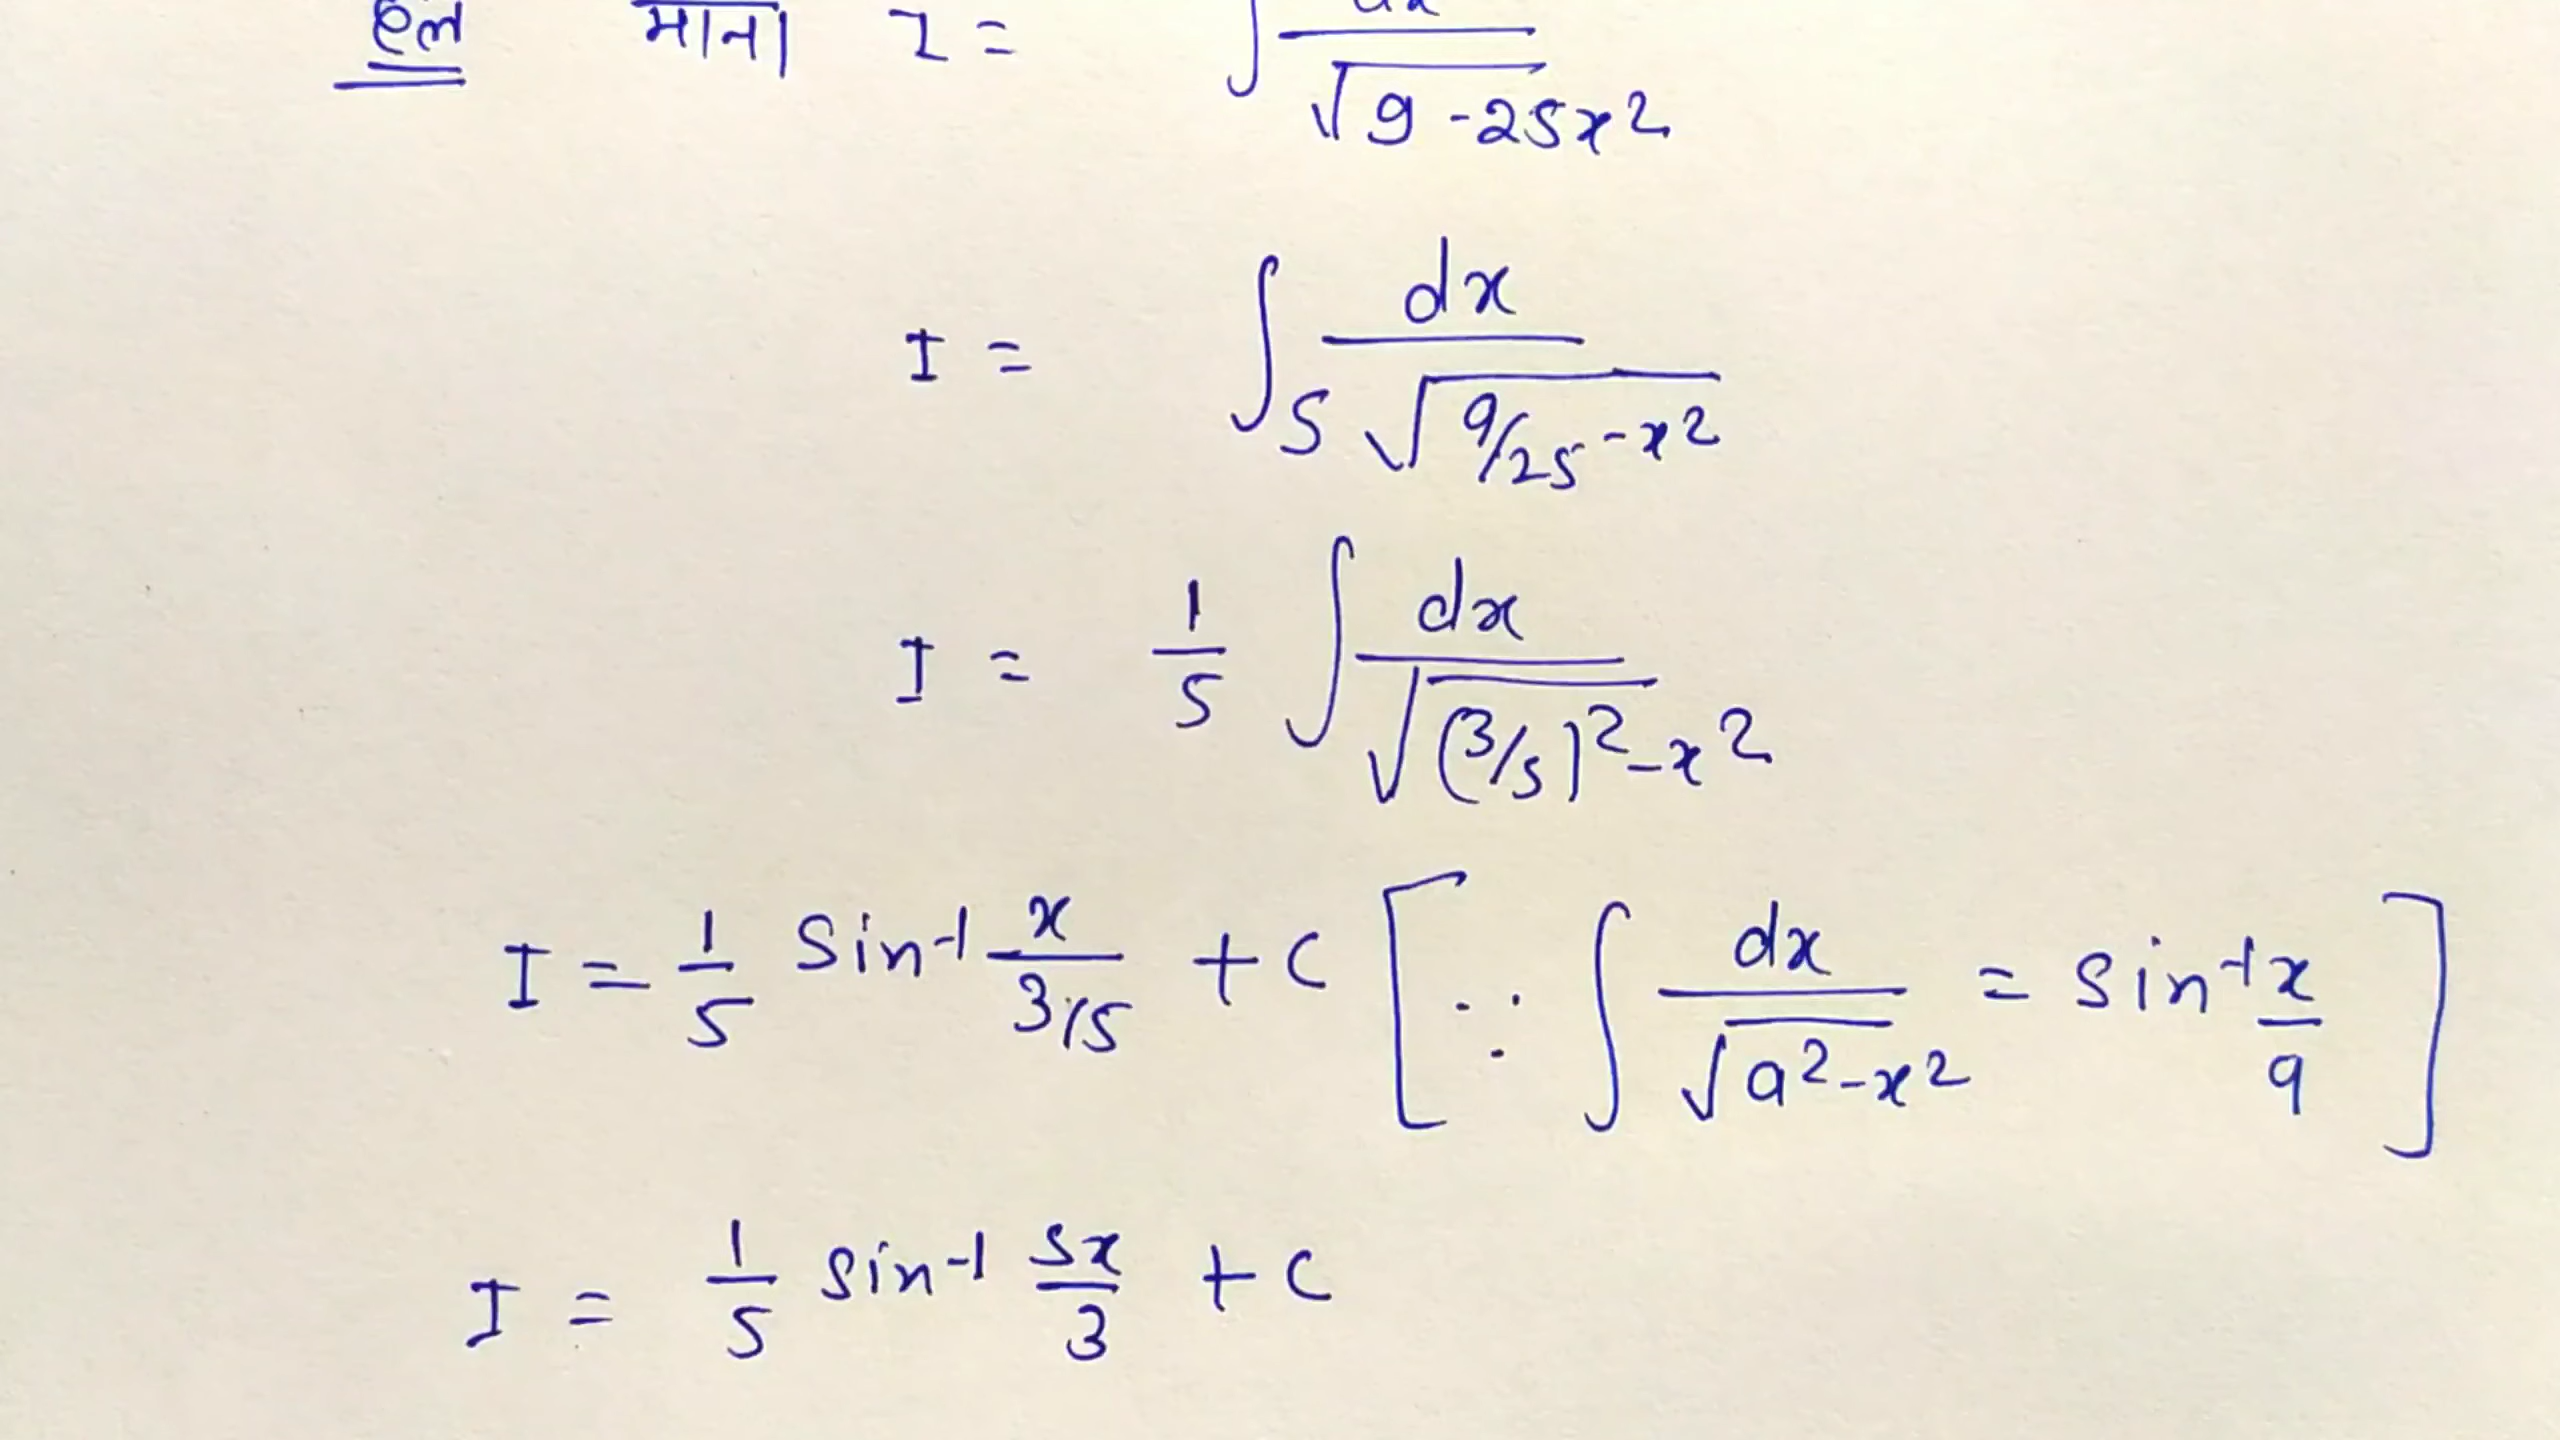 हल माना I = ∫ dx / √9 - 25x²
I = ∫ dx / 5 √9/25 - x²
I = 1/5 ∫ dx / √(3/5)² - x²
I = 1/5 Sin⁻¹ x / 3/5 + C [∵ ∫ dx / √a² - x² = Sin⁻¹ x/a]
I = 1/5 Sin⁻¹ 5x/3 + C